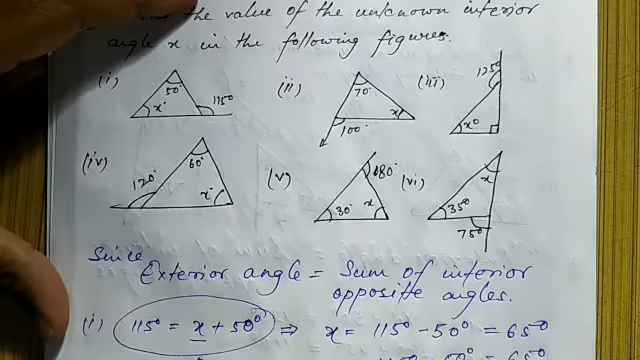 the value of the unknown interior
angle x in the following figures.
(i) 50° x° 115°
(ii) 70° x 100°
(iii) 125° x°
(iv) 120° 60° x°
(v) 80° 30° x
(vi) x 35° 75°
Since
Exterior angle = Sum of interior
opposite angles.
(i) 115° = x + 50° ⇒ x = 115° - 50° = 65°